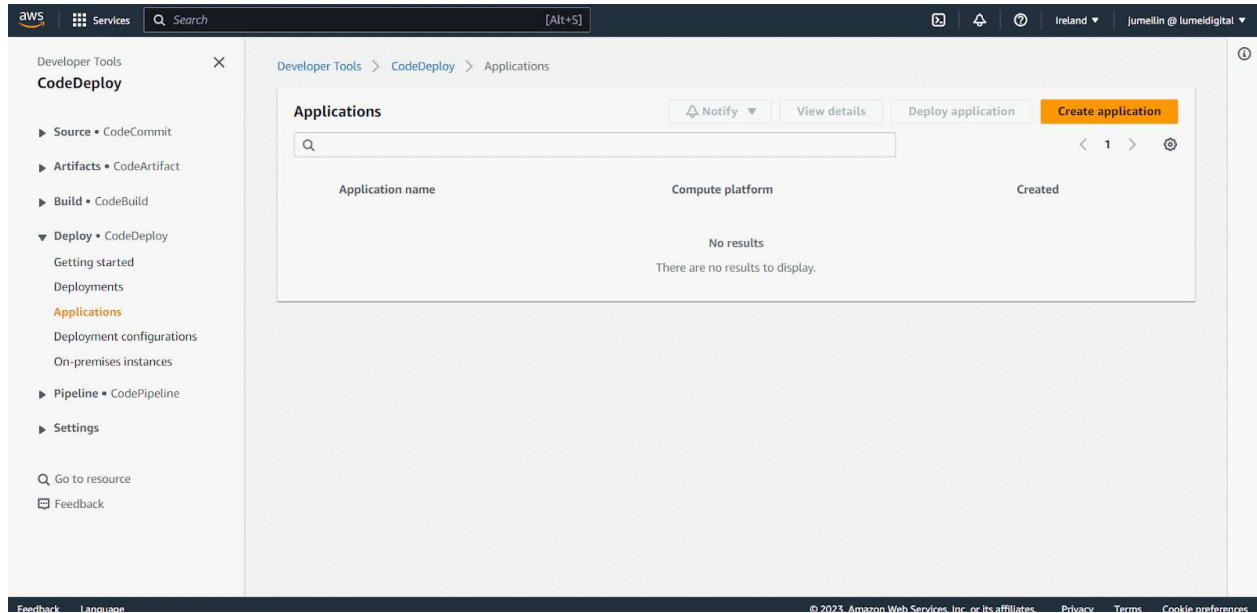 aws Services Search [Alt+S] Ireland ▼ jumeilin @ lumeidigital ▼
Developer Tools
CodeDeploy
Source • CodeCommit
Artifacts • CodeArtifact
Build • CodeBuild
Deploy • CodeDeploy
Getting started
Deployments
Applications
Deployment configurations
On-premises instances
Pipeline • CodePipeline
Settings
Go to resource
Feedback
Developer Tools > CodeDeploy > Applications
Applications Notify ▼ View details Deploy application Create application
< 1 >
Application name Compute platform Created
No results
There are no results to display.
Feedback Language © 2023, Amazon Web Services, Inc. or its affiliates. Privacy Terms Cookie preferences